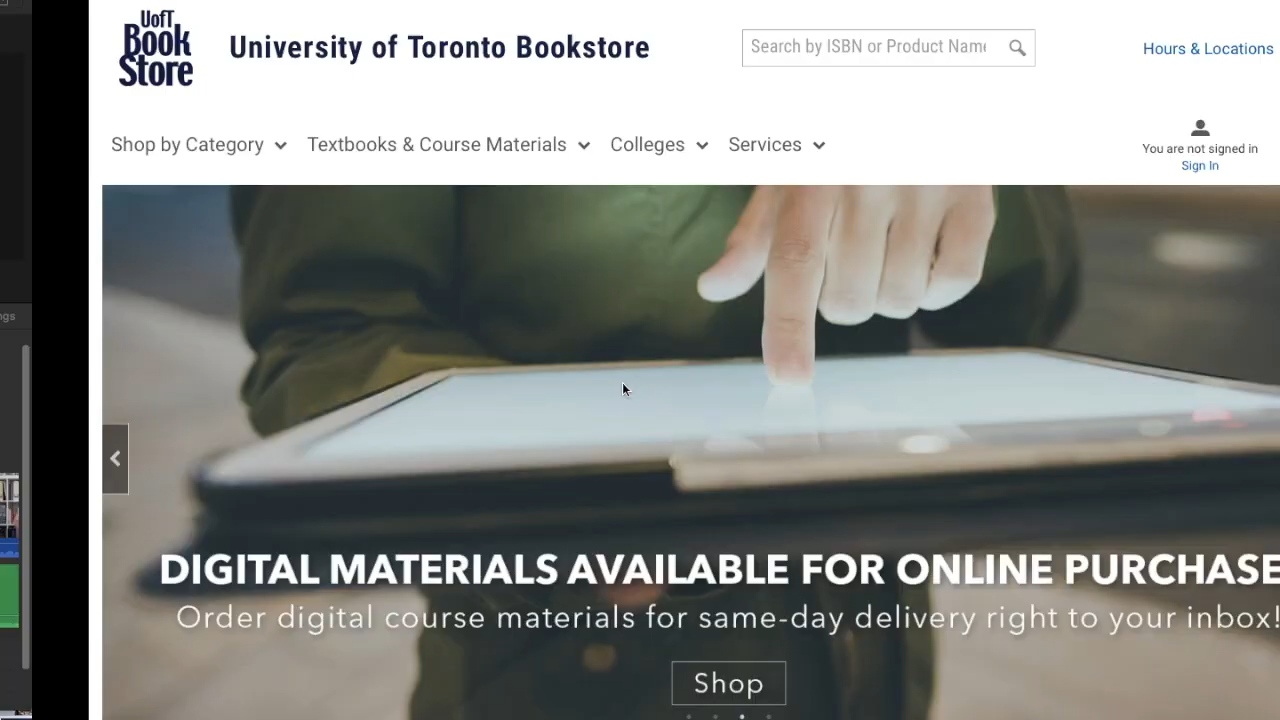 UofT
Book
Store
University of Toronto Bookstore
Search by ISBN or Product Name
Hours & Locations
Shop by Category
Textbooks & Course Materials
Colleges
Services
You are not signed in
Sign In
ngs
DIGITAL MATERIALS AVAILABLE FOR ONLINE PURCHASE
Order digital course materials for same-day delivery right to your inbox!
Shop